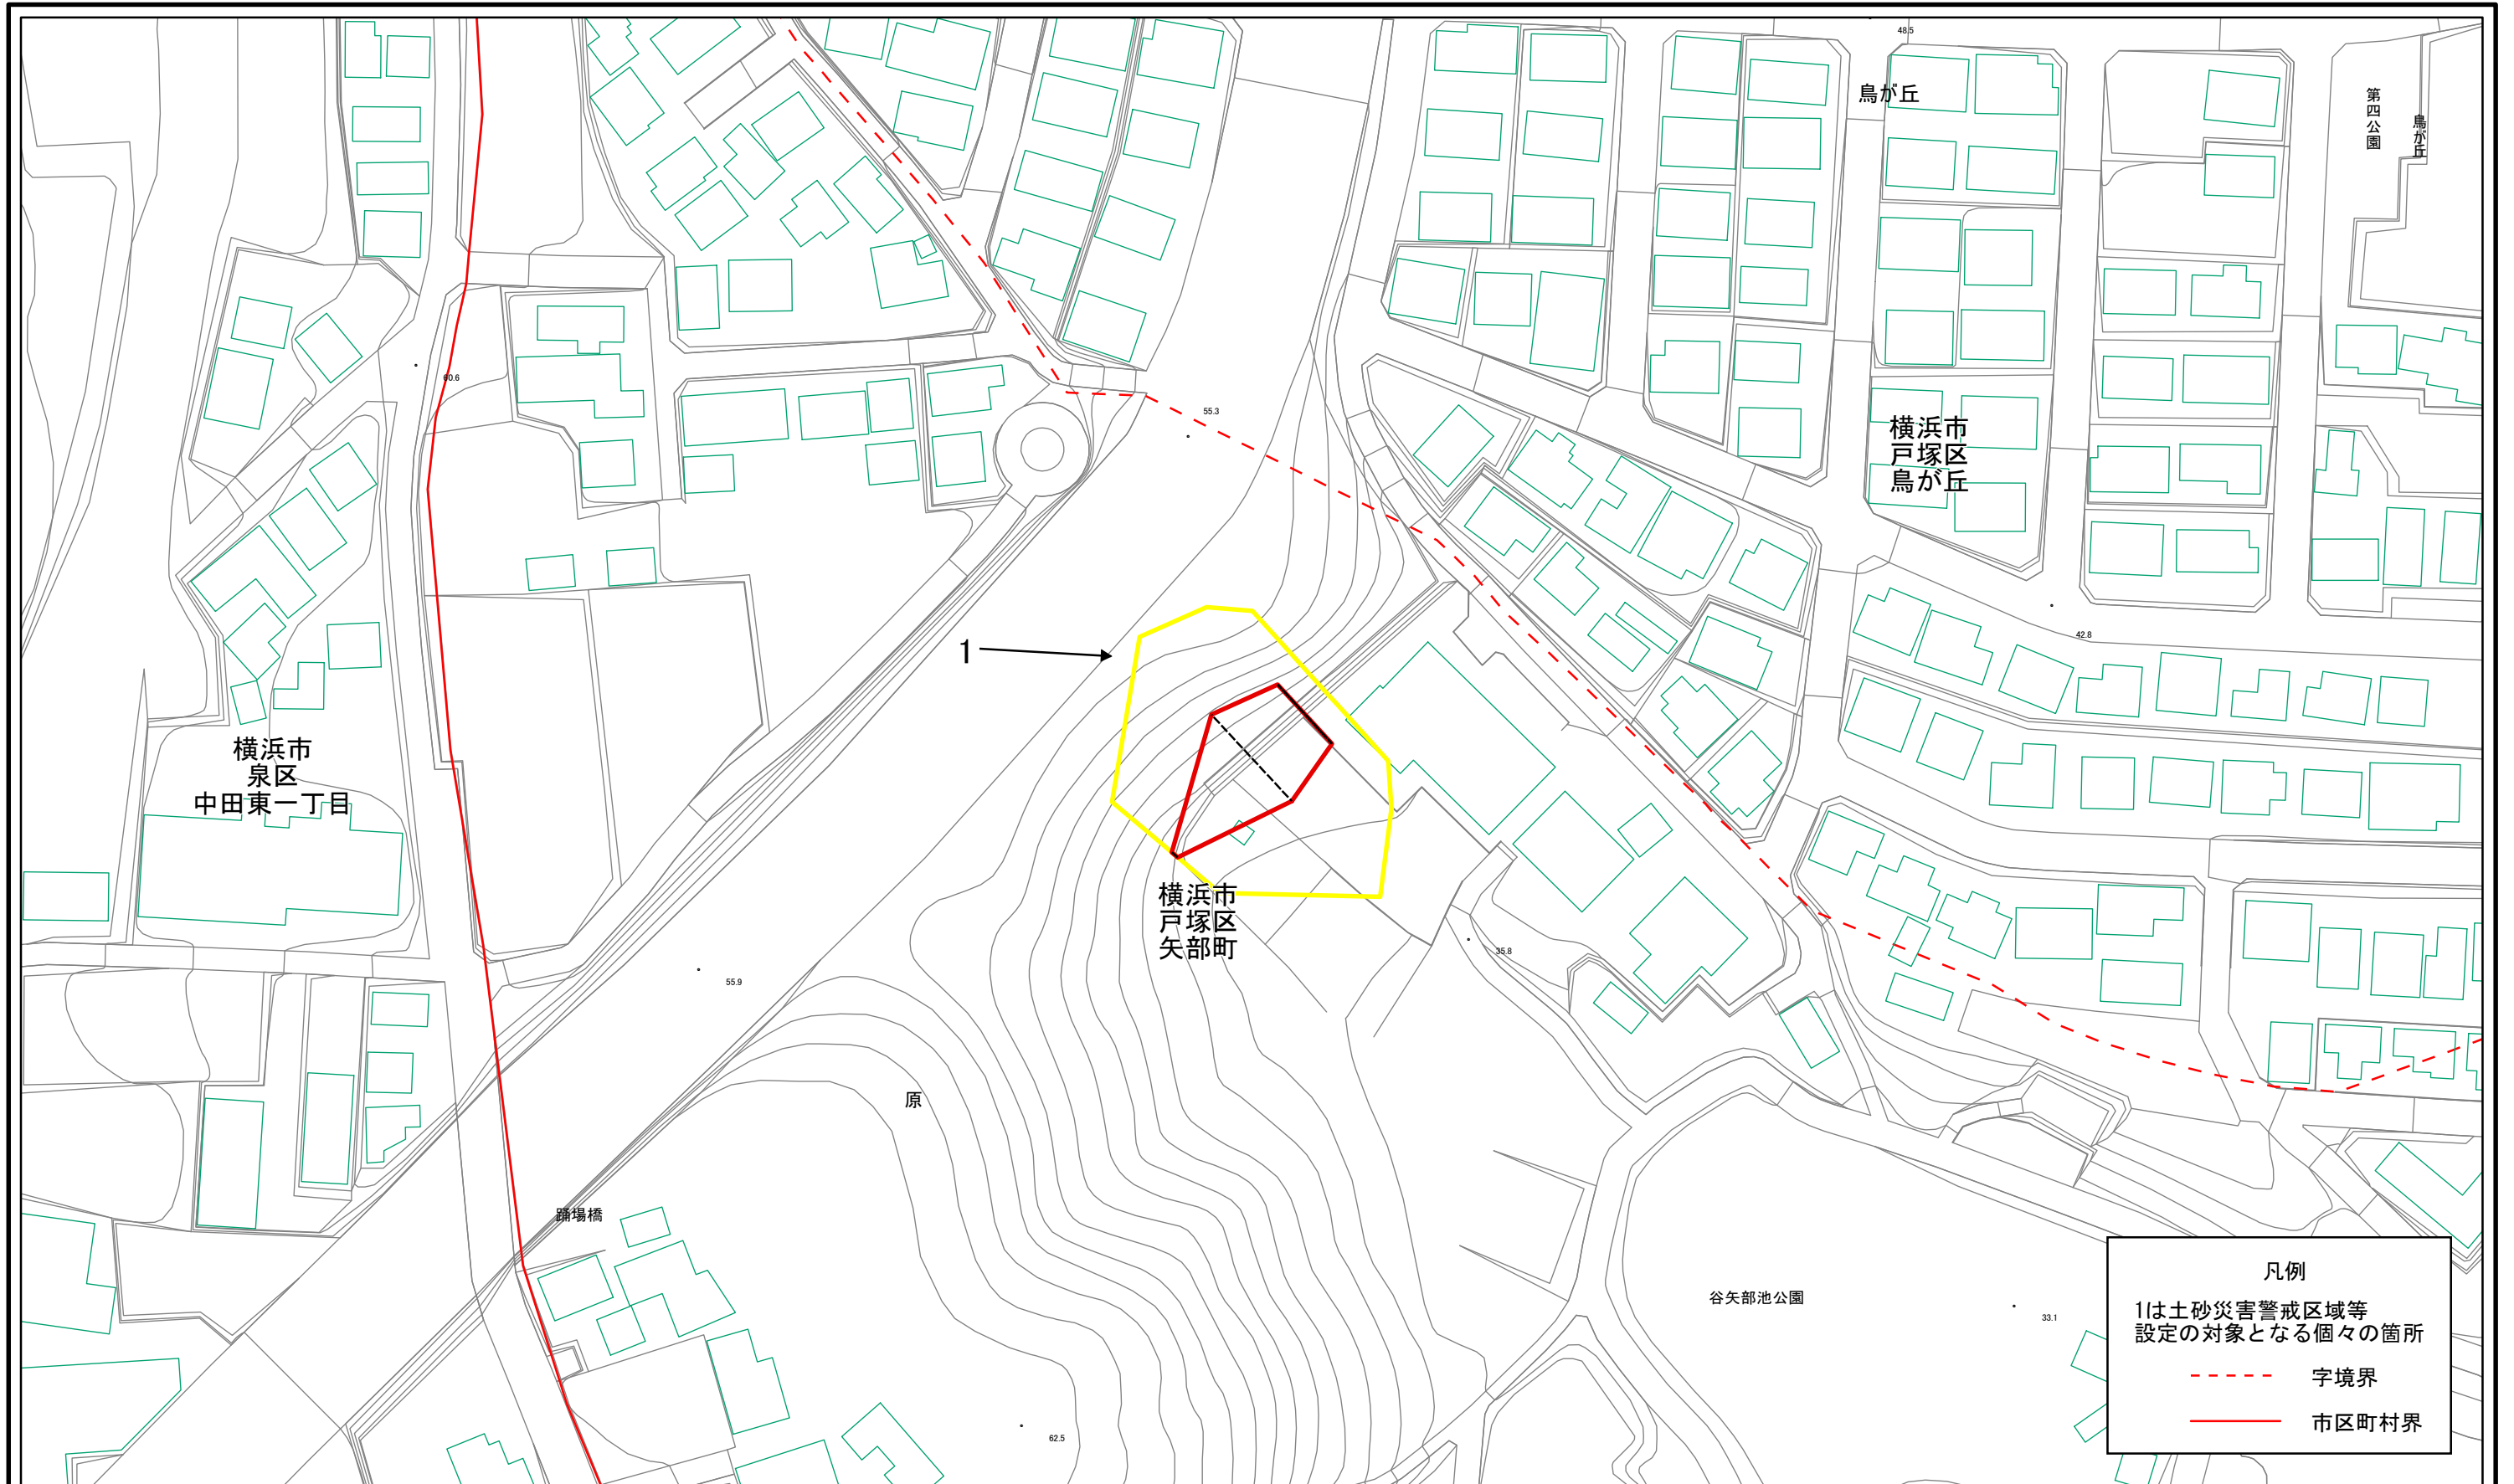 48.5
鳥が丘
第四公園
鳥が丘
60.6
55.3
横浜市
戸塚区
鳥が丘
42.8
1
横浜市
泉区
中田東一丁目
横浜市
戸塚区
矢部町
35.8
55.9
原
踊場橋
谷矢部池公園
33.1
62.5
凡例
1は土砂災害警戒区域等
設定の対象となる個々の箇所
字境界
市区町村界